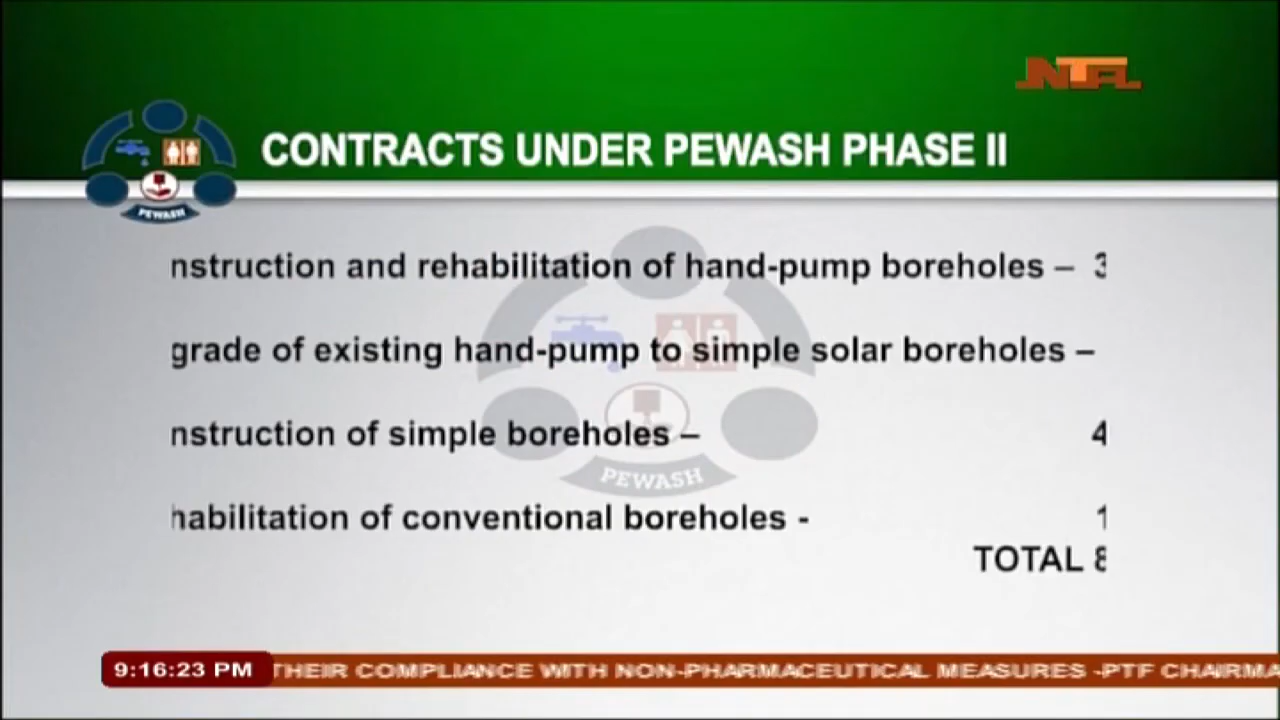 NTA
CONTRACTS UNDER PEWASH PHASE II
PEWASH
nstruction and rehabilitation of hand-pump boreholes – 3
grade of existing hand-pump to simple solar boreholes –
nstruction of simple boreholes – 4
habilitation of conventional boreholes - 1
TOTAL 8
PEWASH
9:16:23 PM THEIR COMPLIANCE WITH NON-PHARMACEUTICAL MEASURES -PTF CHAIRMA